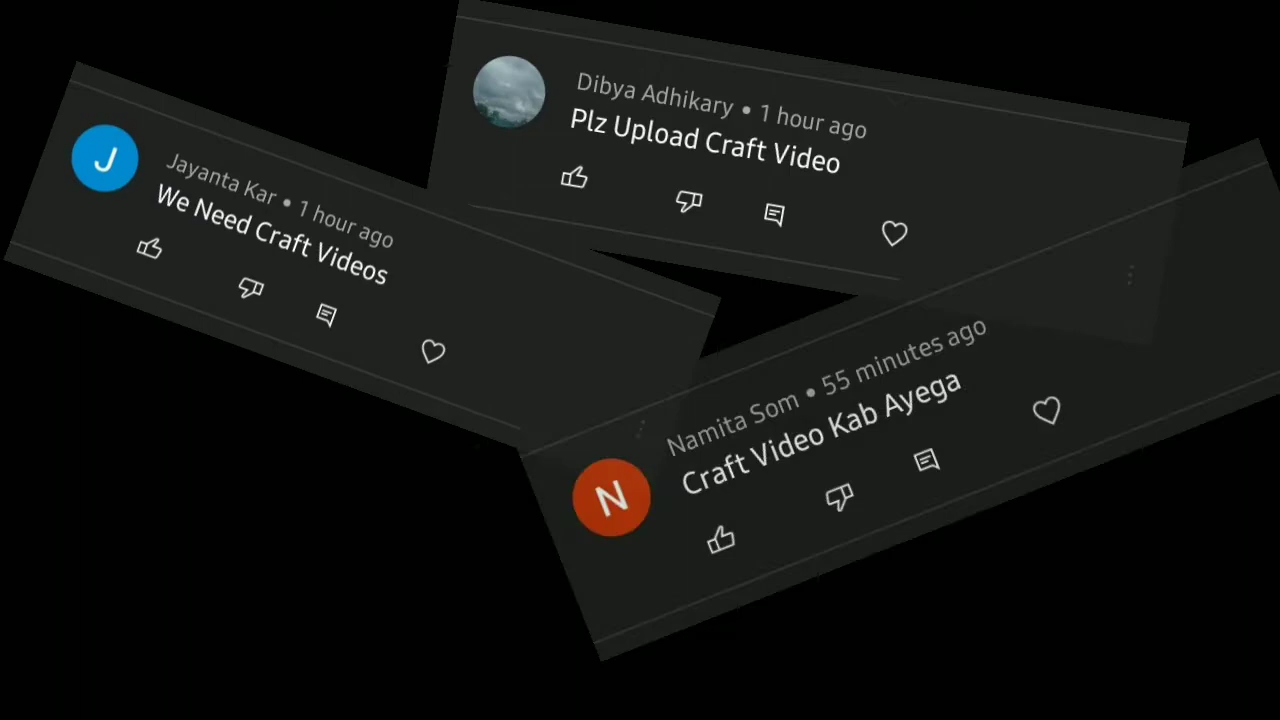 Dibya Adhikary • 1 hour ago
Plz Upload Craft Video
J
Jayanta Kar • 1 hour ago
We Need Craft Videos
N
Namita Som • 55 minutes ago
Craft Video Kab Ayega